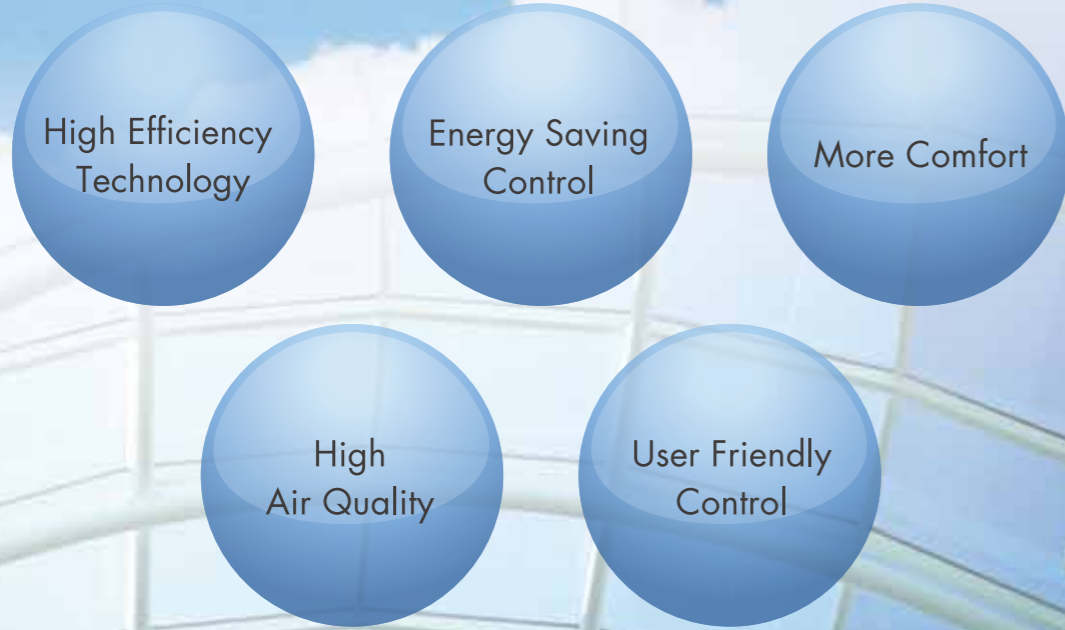 High Efficiency
Technology
Energy Saving
Control
More Comfort
High
Air Quality
User Friendly
Control